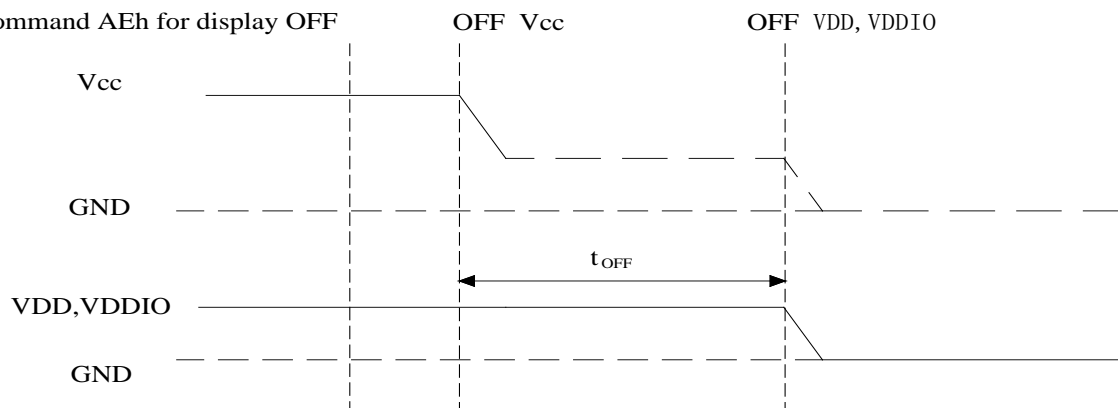 ommand AEh for display OFF
OFF Vcc
OFF VDD, VDDIO
Vcc
GND
tOFF
VDD,VDDIO
GND